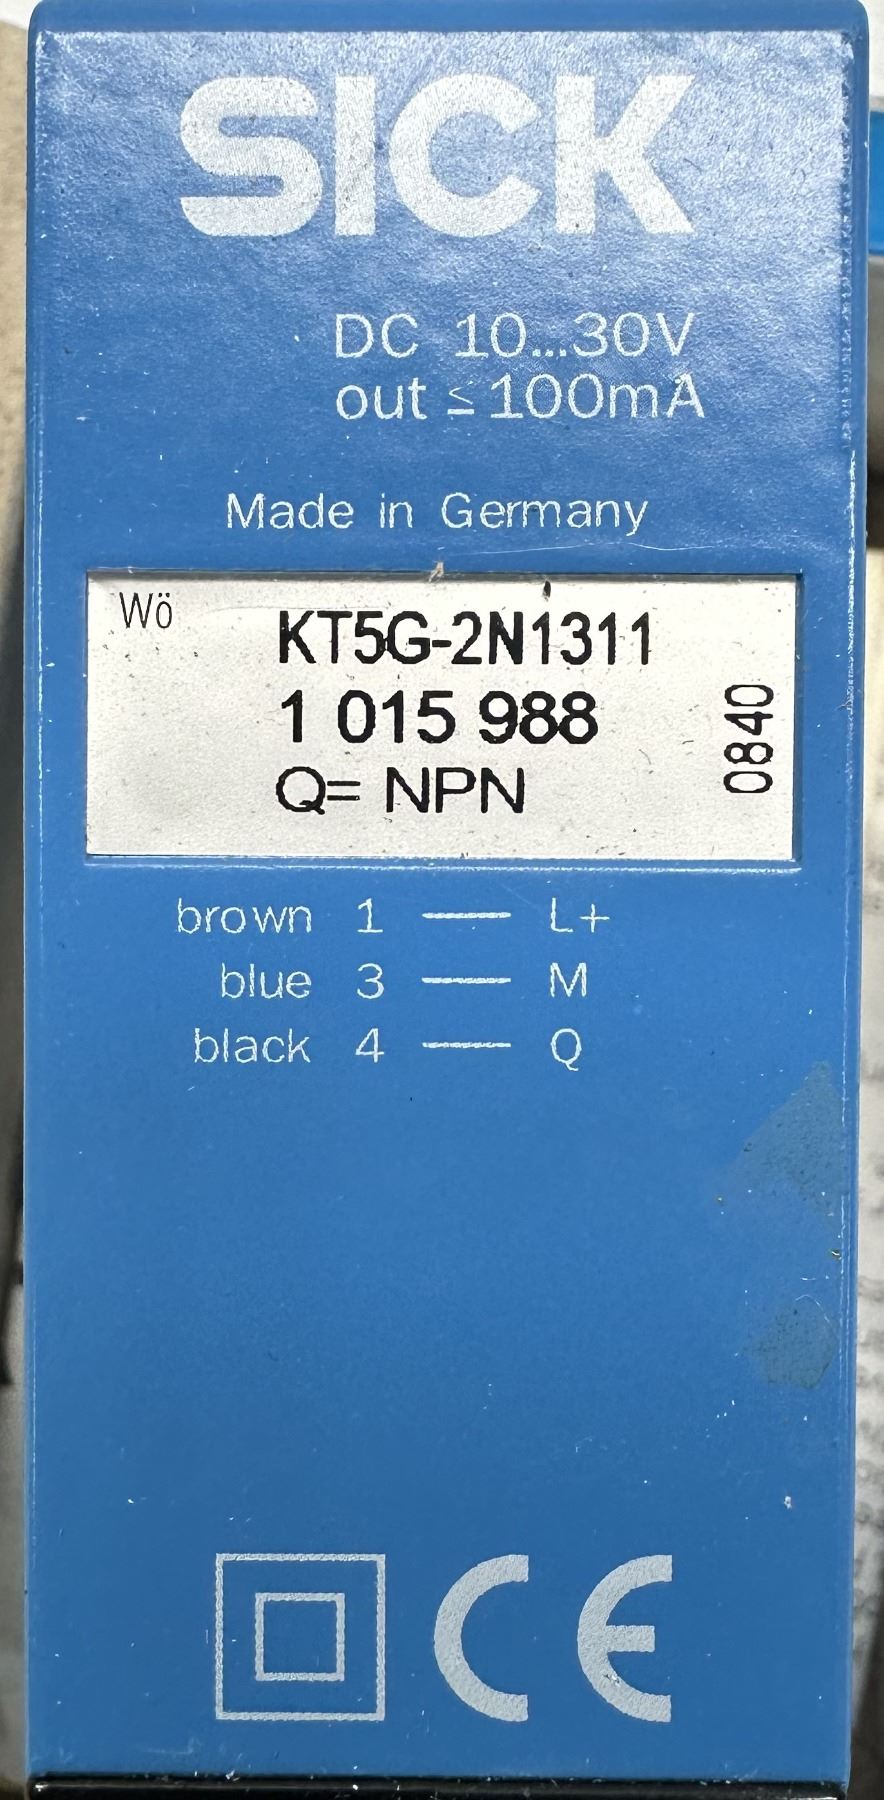 SICK
DC 10...30V
out ≤ 100mA
Made in Germany
Wö
KT5G-2N1311
1 015 988
Q= NPN
0840
brown 1 — L+
blue 3 — M
black 4 — Q
CE